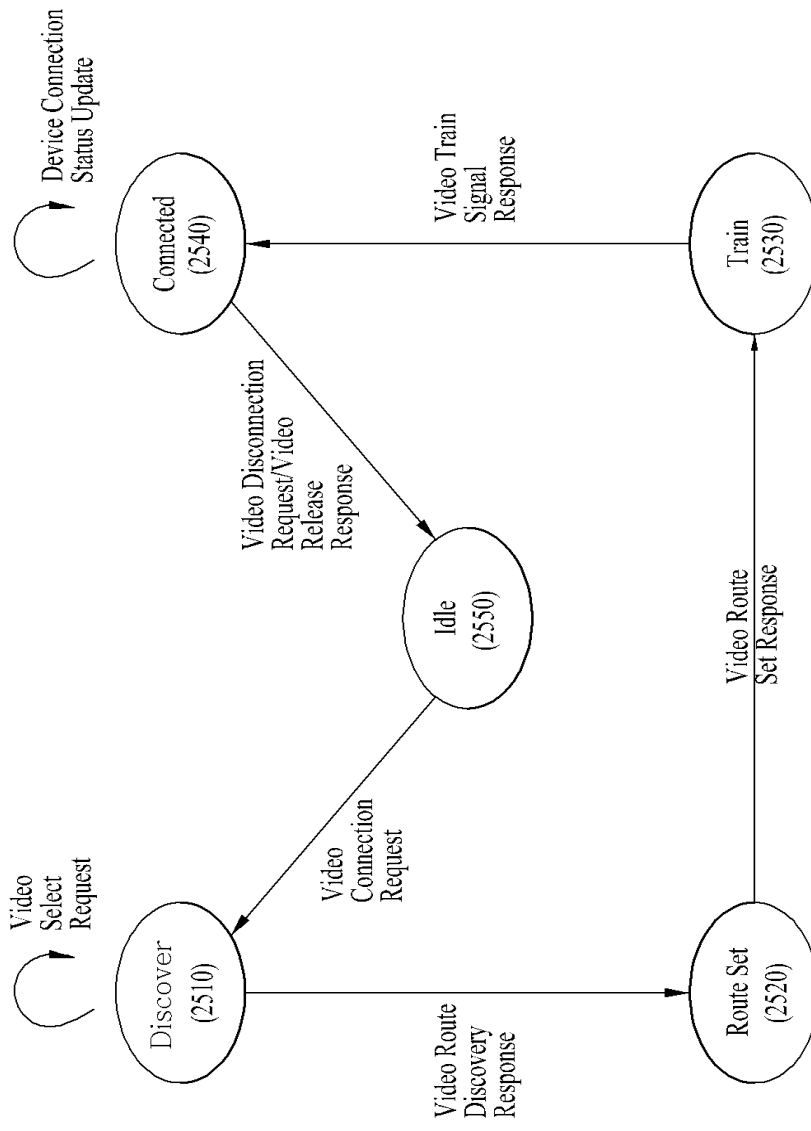 Video
Select
Request
Discover
(2510)
Device Connection
Status Update
Connected
(2540)
Video
Connection
Request
Idle
(2550)
Video Disconnection
Request/Video
Release
Response
Video Route
Discovery
Response
Video Train
Signal
Response
Route Set
(2520)
Video Route
Set Response
Train
(2530)